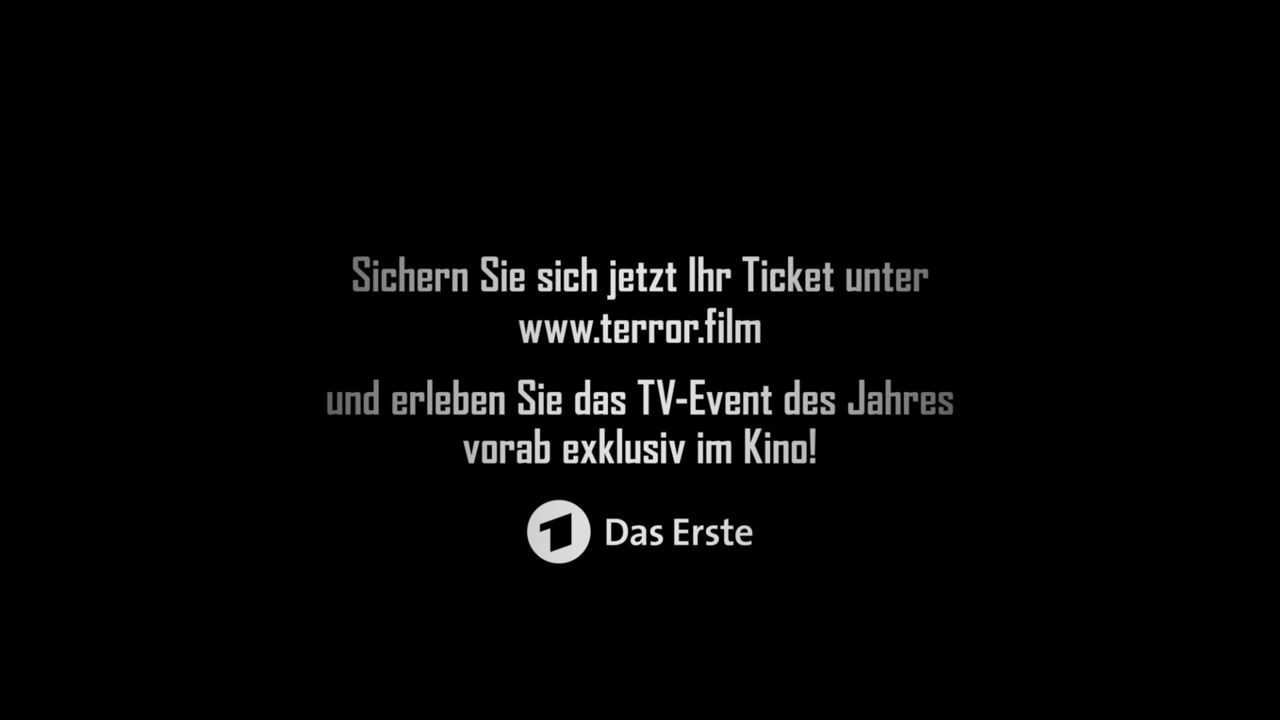 Sichern Sie sich jetzt Ihr Ticket unter
www.terror.film
und erleben Sie das TV-Event des Jahres
vorab exklusiv im Kino!
1 Das Erste